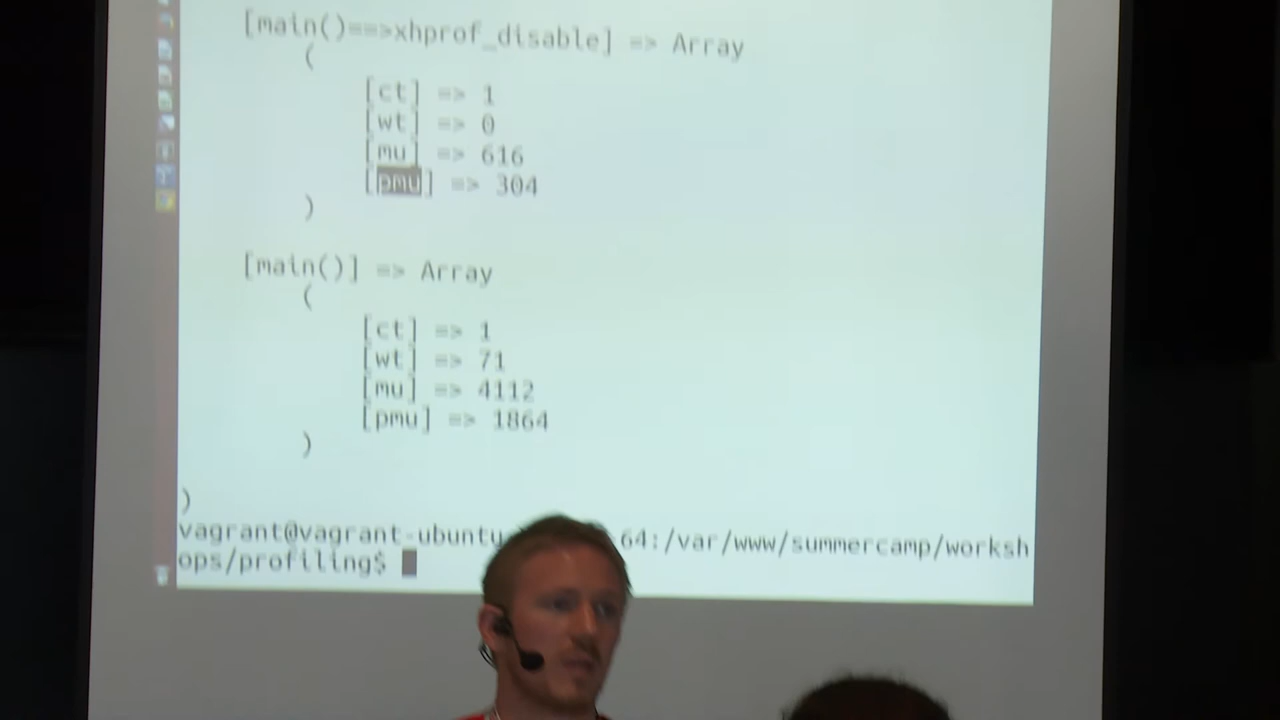 [main()==>xhprof_disable] => Array
(
[ct] => 1
[wt] => 0
[mu] => 616
[pmu] => 304
)
[main()] => Array
(
[ct] => 1
[wt] => 71
[mu] => 4112
[pmu] => 1864
)
)
vagrant@vagrant-ubuntu 64:/var/www/summercamp/worksh
ops/profiling$